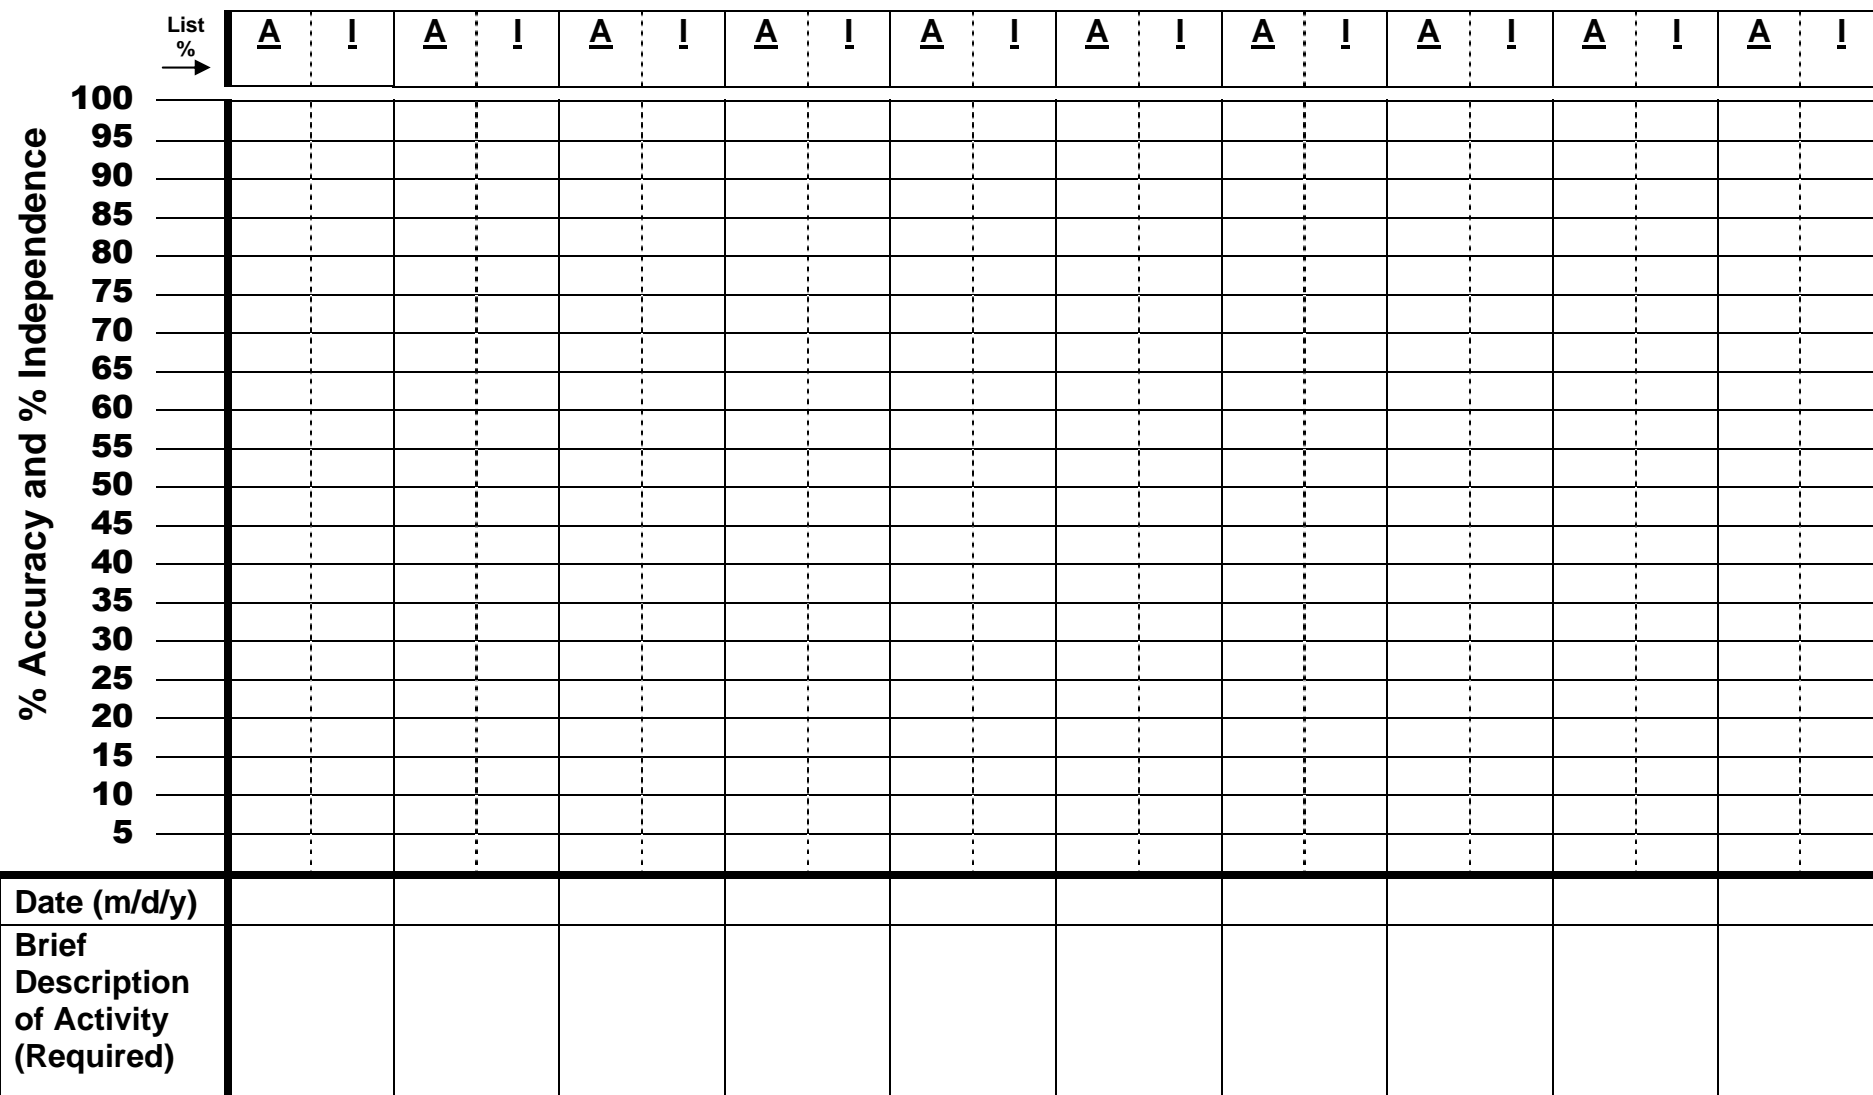 List
%
A I A I A I A I A I A I A I A I A I A I
% Accuracy and % Independence
100
95
90
85
80
75
70
65
60
55
50
45
40
35
30
25
20
15
10
5
Date (m/d/y)
Brief
Description
of Activity
(Required)